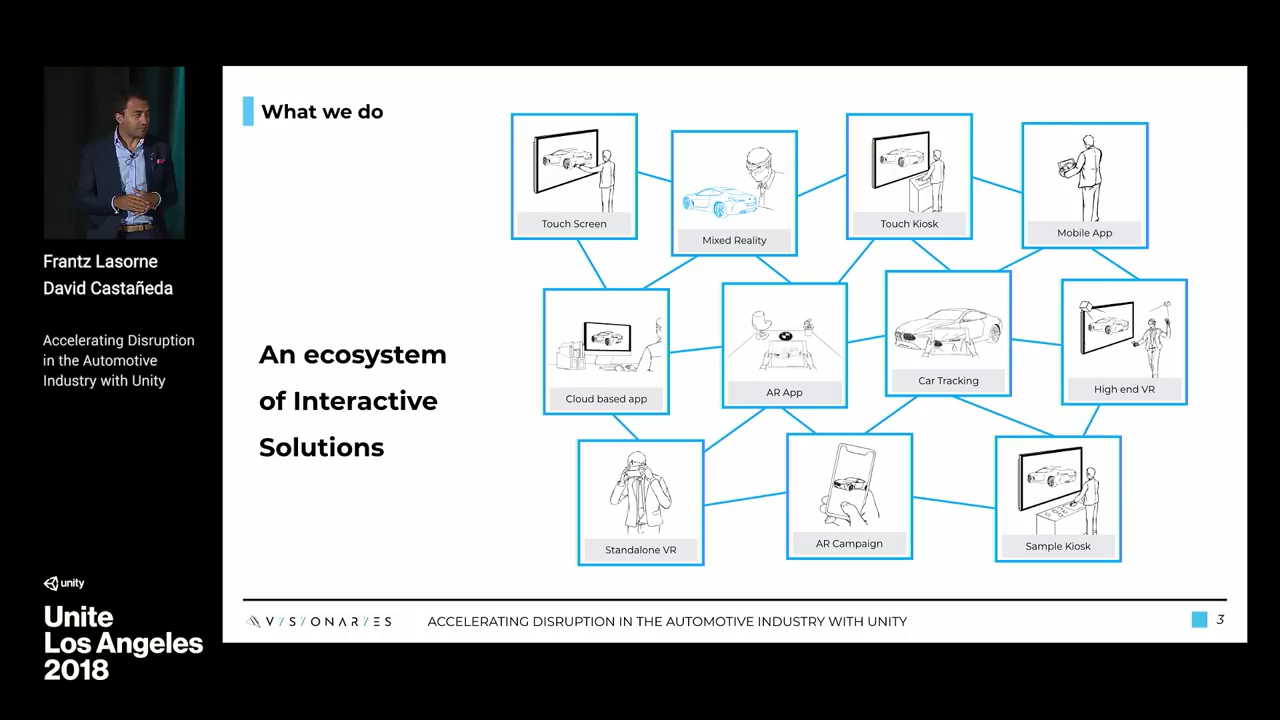 Frantz Lasorne
David Castañeda
Accelerating Disruption
in the Automotive
Industry with Unity
unity
Unite
Los Angeles
2018
What we do
An ecosystem
of Interactive
Solutions
Touch Screen
Mixed Reality
Touch Kiosk
Mobile App
Cloud based app
AR App
Car Tracking
High end VR
Standalone VR
AR Campaign
Sample Kiosk
VISIONARIES
ACCELERATING DISRUPTION IN THE AUTOMOTIVE INDUSTRY WITH UNITY
3